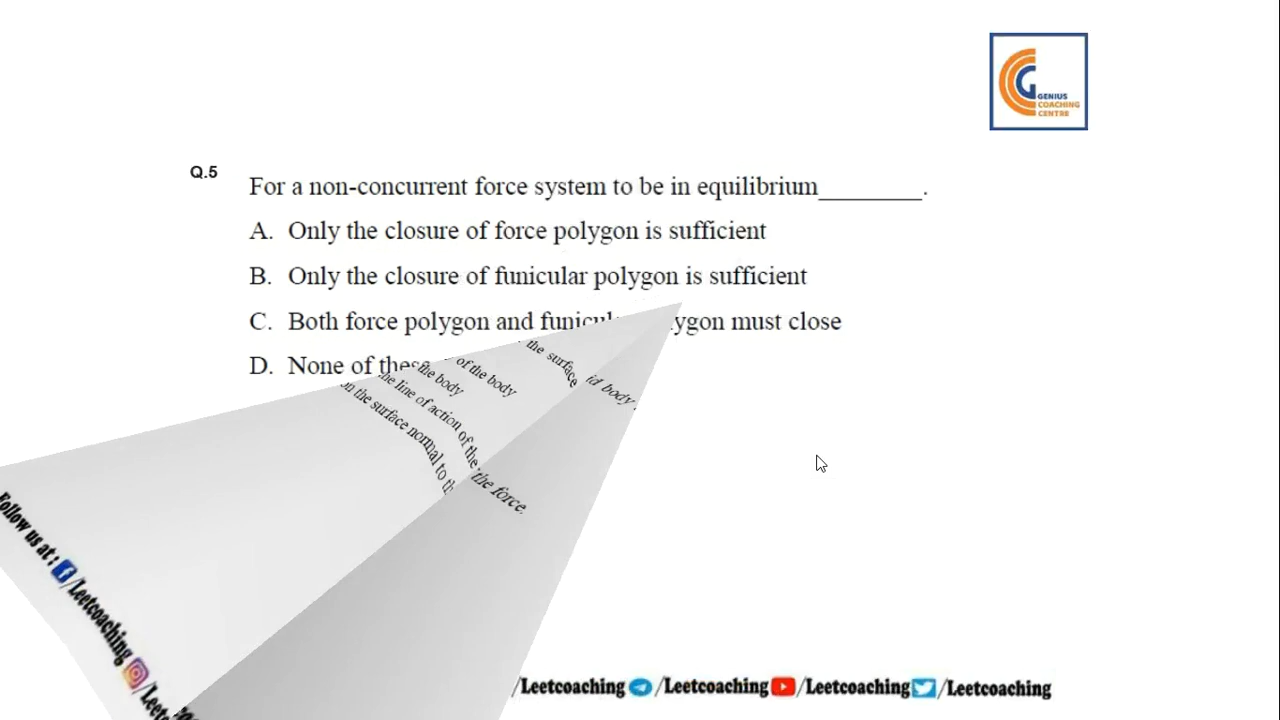 GENIUS
COACHING
CENTRE
Q.5
For a non-concurrent force system to be in equilibrium________.
A. Only the closure of force polygon is sufficient
B. Only the closure of funicular polygon is sufficient
C. Both force polygon and ygon must close
D. None of these
the body
of the body
the surface
id body
the line of action of the
the force.
on the surface normal to th
Follow us at : /Leetcoaching
/Leetcoaching /Leetcoaching /Leetcoaching /Leetcoaching